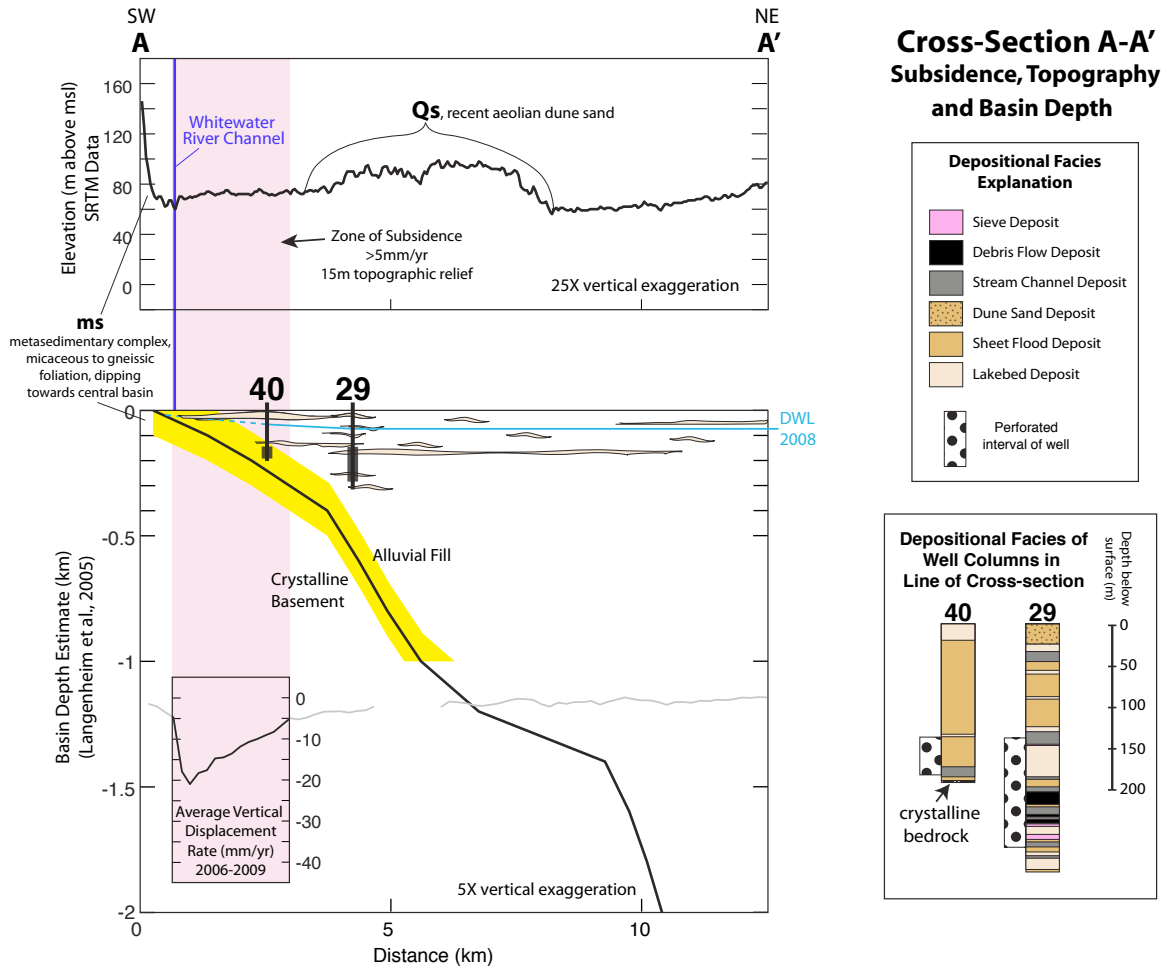 SW
A
NE
A'
Cross-Section A-A'
Subsidence, Topography
and Basin Depth
160
120
80
40
0
Elevation (m above msl)
SRTM Data
Whitewater
River Channel
Qs, recent aeolian dune sand
Zone of Subsidence
>5mm/yr
15m topographic relief
25X vertical exaggeration
ms
metasedimentary complex,
micaceous to gneissic
foliation, dipping
towards central basin
40
29
DWL
2008
0
-0.5
-1
-1.5
-2
Basin Depth Estimate (km)
(Langenheim et al., 2005)
Alluvial Fill
Crystalline
Basement
0
-10
-20
-30
-40
Average Vertical
Displacement
Rate (mm/yr)
2006-2009
5X vertical exaggeration
0
5
10
Distance (km)
Depositional Facies
Explanation
Sieve Deposit
Debris Flow Deposit
Stream Channel Deposit
Dune Sand Deposit
Sheet Flood Deposit
Lakebed Deposit
Perforated
interval of well
Depositional Facies of
Well Columns in
Line of Cross-section
Depth below
surface (m)
40
29
0
50
100
150
200
crystalline
bedrock